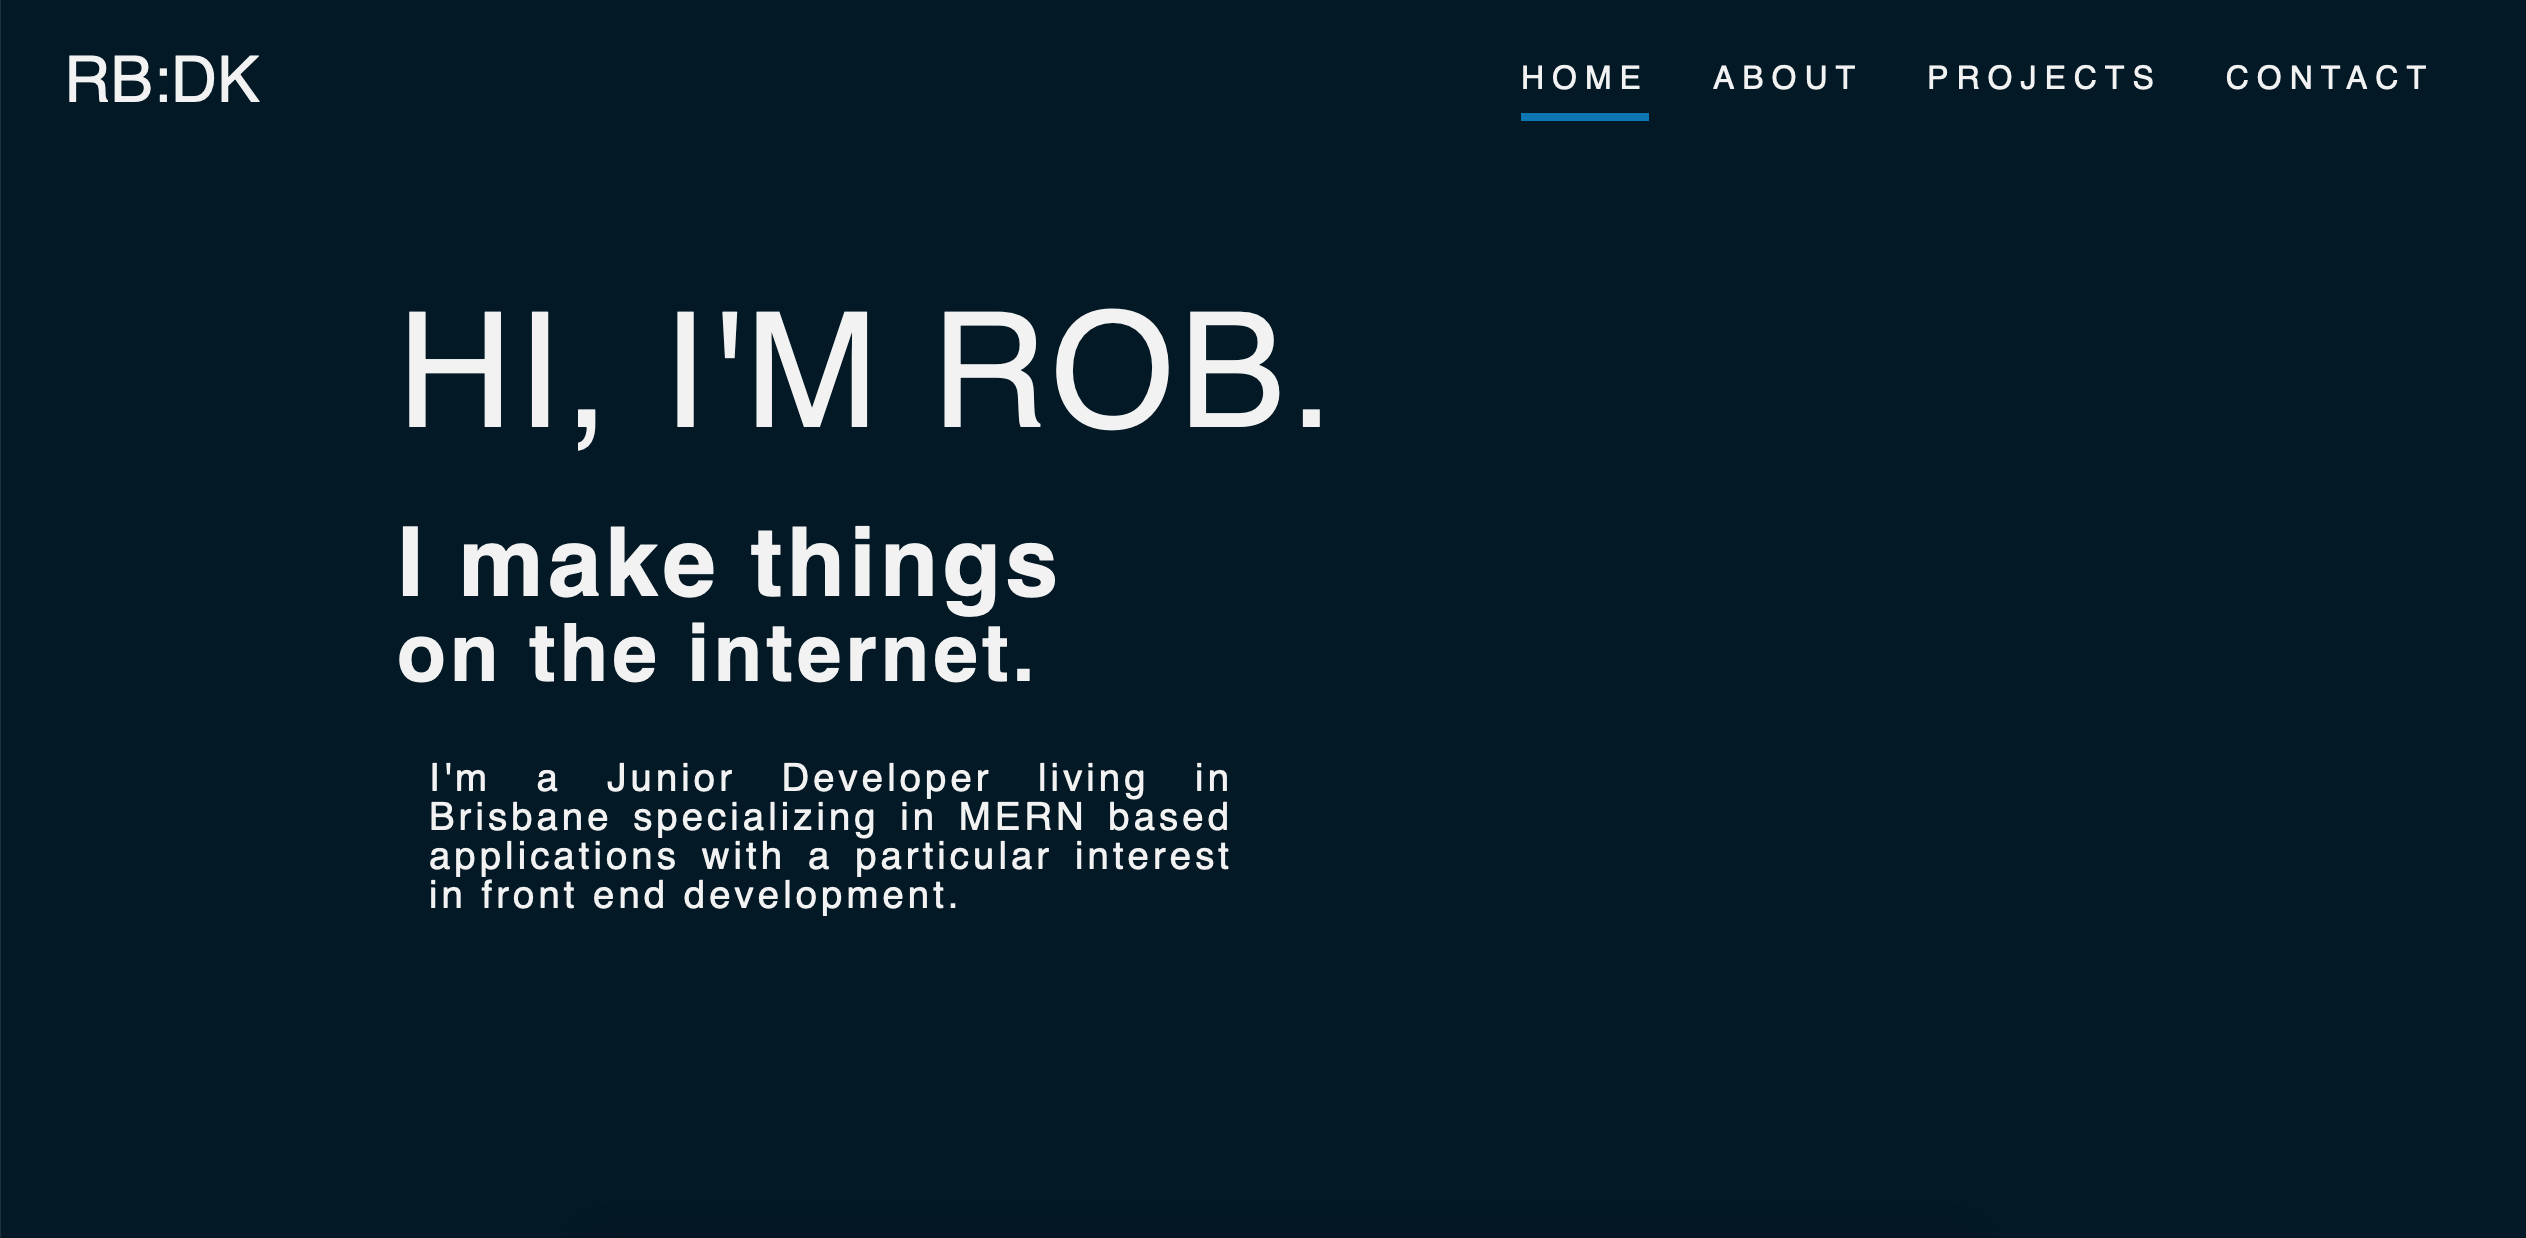 RB:DK
HOME ABOUT PROJECTS CONTACT
HI, I'M ROB.
I make things
on the internet.
I'm a Junior Developer living in
Brisbane specializing in MERN based
applications with a particular interest
in front end development.